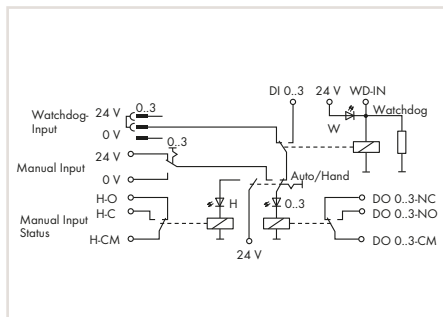 DI 0..3 24 V WD-IN
Watchdog-
Input
24 V 0..3
0 V
W
Watchdog
Manual Input
24 V
0..3
0 V
Auto/Hand
H-O
H-C
Manual Input
Status
H-CM
H
0..3
24 V
DO 0..3-NC
DO 0..3-NO
DO 0..3-CM